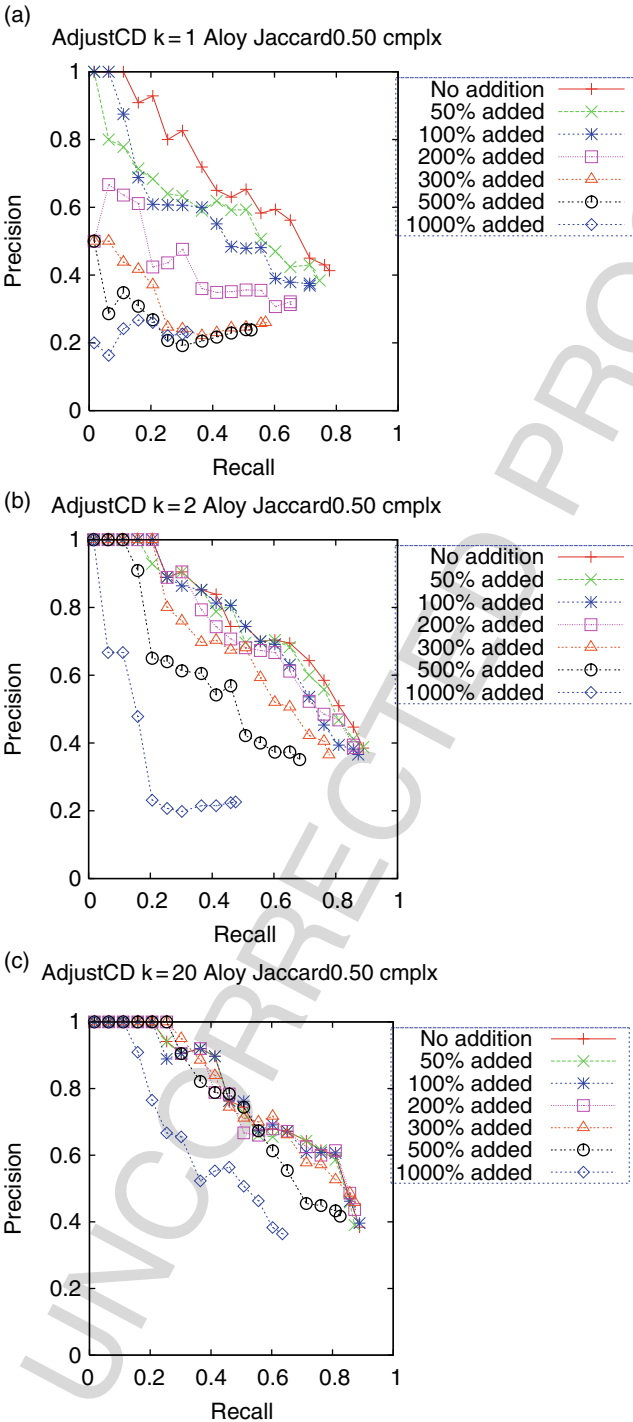 (a)
AdjustCD k=1 Aloy Jaccard0.50 cmplx
1
0.8
0.6
0.4
0.2
0
0 0.2 0.4 0.6 0.8 1
Precision
Recall
No addition
50% added
100% added
200% added
300% added
500% added
1000% added
(b)
AdjustCD k=2 Aloy Jaccard0.50 cmplx
1
0.8
0.6
0.4
0.2
0
0 0.2 0.4 0.6 0.8 1
Precision
Recall
No addition
50% added
100% added
200% added
300% added
500% added
1000% added
(c)
AdjustCD k=20 Aloy Jaccard0.50 cmplx
1
0.8
0.6
0.4
0.2
0
0 0.2 0.4 0.6 0.8 1
Precision
Recall
No addition
50% added
100% added
200% added
300% added
500% added
1000% added
UNCORRECTED PRO